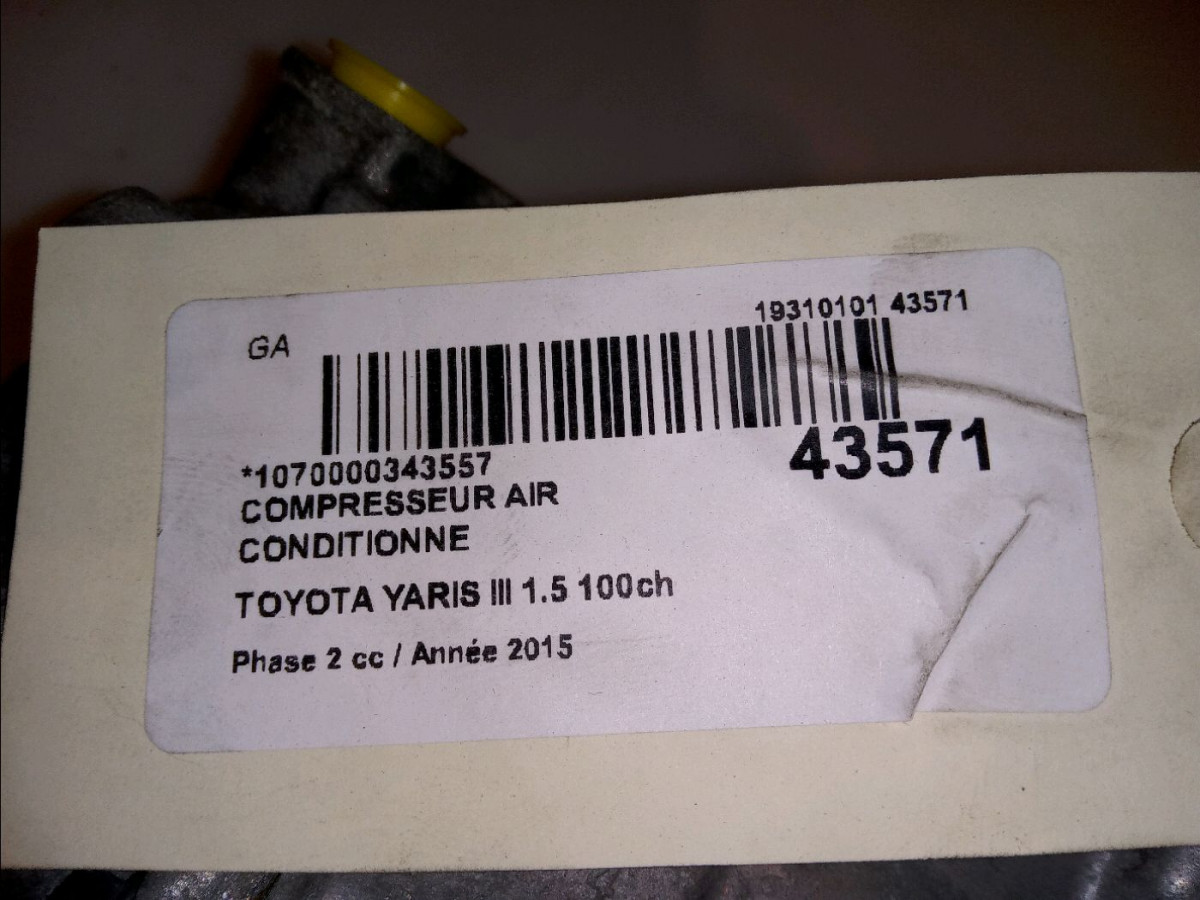 19310101 43571
GA
43571
*1070000343557
COMPRESSEUR AIR
CONDITIONNE
TOYOTA YARIS III 1.5 100ch
Phase 2 cc / Année 2015